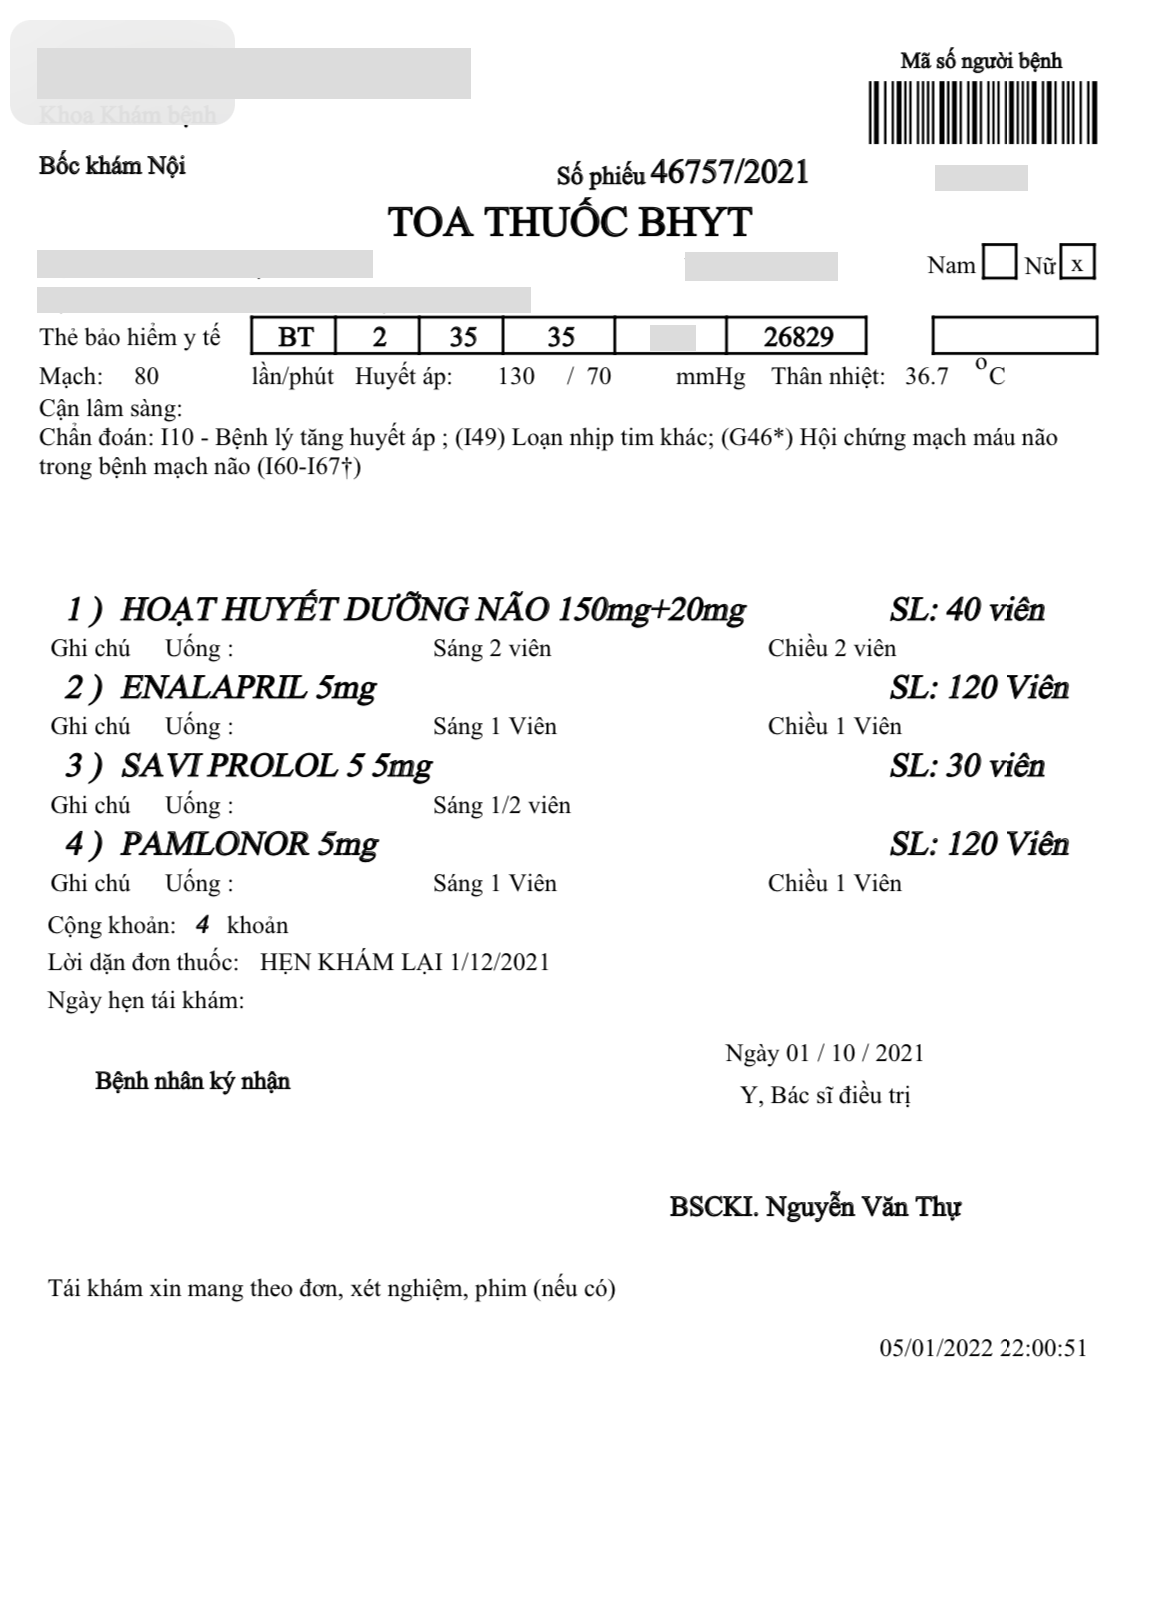 Mã số người bệnh
Khoa Khám bệnh
Bốc khám Nội
Số phiếu 46757/2021
TOA THUỐC BHYT
Nam Nữ x
Thẻ bảo hiểm y tế BT 2 35 35 26829
Mạch: 80 lần/phút Huyết áp: 130 / 70 mmHg Thân nhiệt: 36.7 °C
Cận lâm sàng:
Chẩn đoán: I10 - Bệnh lý tăng huyết áp ; (I49) Loạn nhịp tim khác; (G46*) Hội chứng mạch máu não
trong bệnh mạch não (I60-I67†)
1 ) HOẠT HUYẾT DƯỠNG NÃO 150mg+20mg SL: 40 viên
Ghi chú Uống : Sáng 2 viên Chiều 2 viên
2 ) ENALAPRIL 5mg SL: 120 Viên
Ghi chú Uống : Sáng 1 Viên Chiều 1 Viên
3 ) SAVI PROLOL 5 5mg SL: 30 viên
Ghi chú Uống : Sáng 1/2 viên
4 ) PAMLONOR 5mg SL: 120 Viên
Ghi chú Uống : Sáng 1 Viên Chiều 1 Viên
Cộng khoản: 4 khoản
Lời dặn đơn thuốc: HẸN KHÁM LẠI 1/12/2021
Ngày hẹn tái khám:
Ngày 01 / 10 / 2021
Bệnh nhân ký nhận
Y, Bác sĩ điều trị
BSCKI. Nguyễn Văn Thự
Tái khám xin mang theo đơn, xét nghiệm, phim (nếu có)
05/01/2022 22:00:51